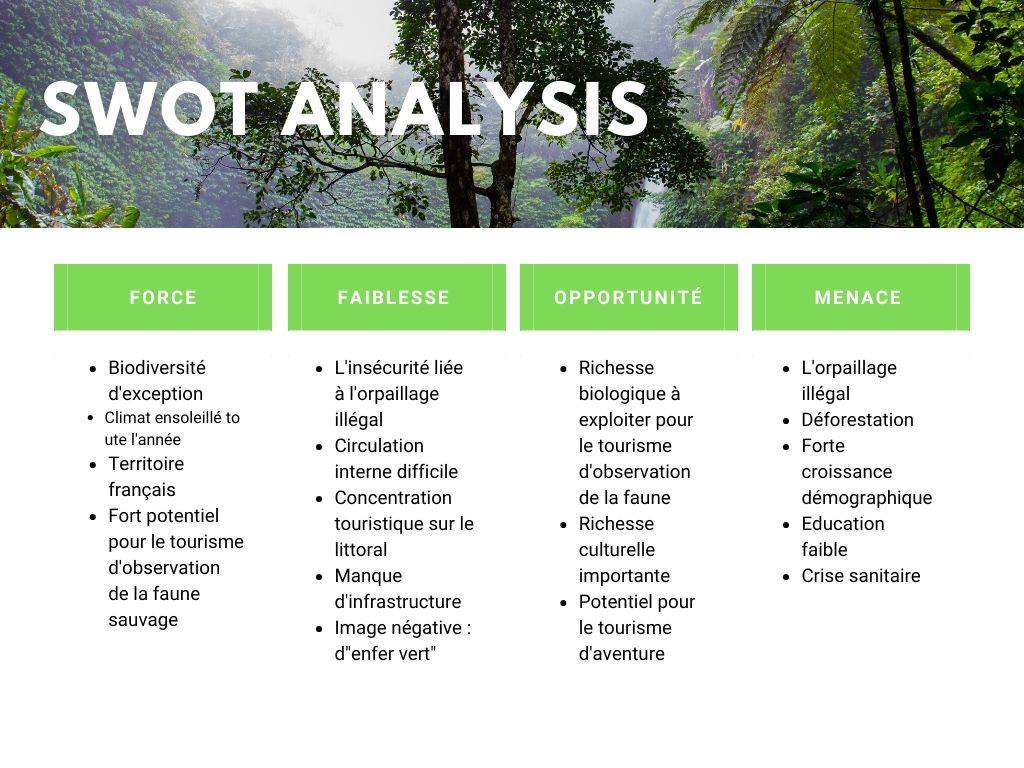 SWOT ANALYSIS
FORCE
Biodiversité
d'exception
Climat ensoleillé to
ute l'année
Territoire
français
Fort potentiel
pour le tourisme
d'observation
de la faune
sauvage
FAIBLESSE
L'insécurité liée
à l'orpaillage
illégal
Circulation
interne difficile
Concentration
touristique sur le
littoral
Manque
d'infrastructure
Image négative :
d"enfer vert"
OPPORTUNITÉ
Richesse
biologique à
exploiter pour
le tourisme
d'observation
de la faune
Richesse
culturelle
importante
Potentiel pour
le tourisme
d'aventure
MENACE
L'orpaillage
illégal
Déforestation
Forte
croissance
démographique
Education
faible
Crise sanitaire